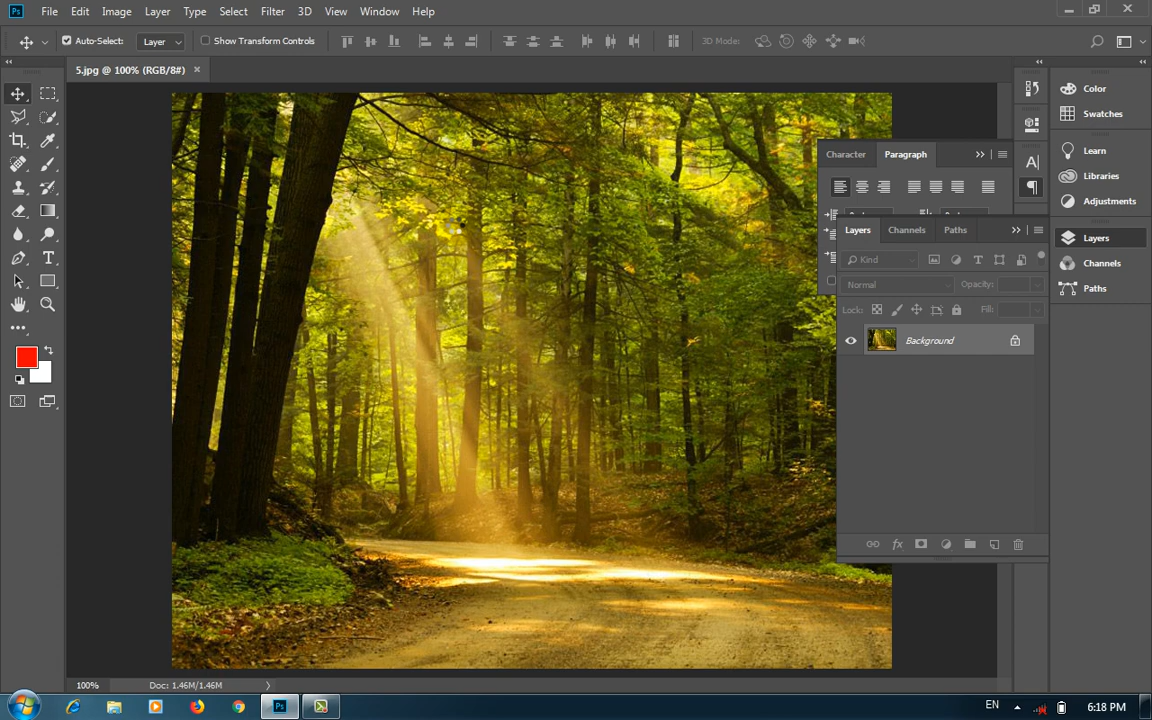 Ps File Edit Image Layer Type Select Filter 3D View Window Help
Auto-Select: Layer Show Transform Controls 3D Mode:
5.jpg @ 100% (RGB/8#) ×
Color
Swatches
Character Paragraph
Learn
Libraries
Adjustments
Layers Channels Paths
Layers
Kind
Channels
Normal Opacity:
Paths
Lock: Fill:
Background
100% Doc: 1.46M/1.46M
Ps EN 6:18 PM